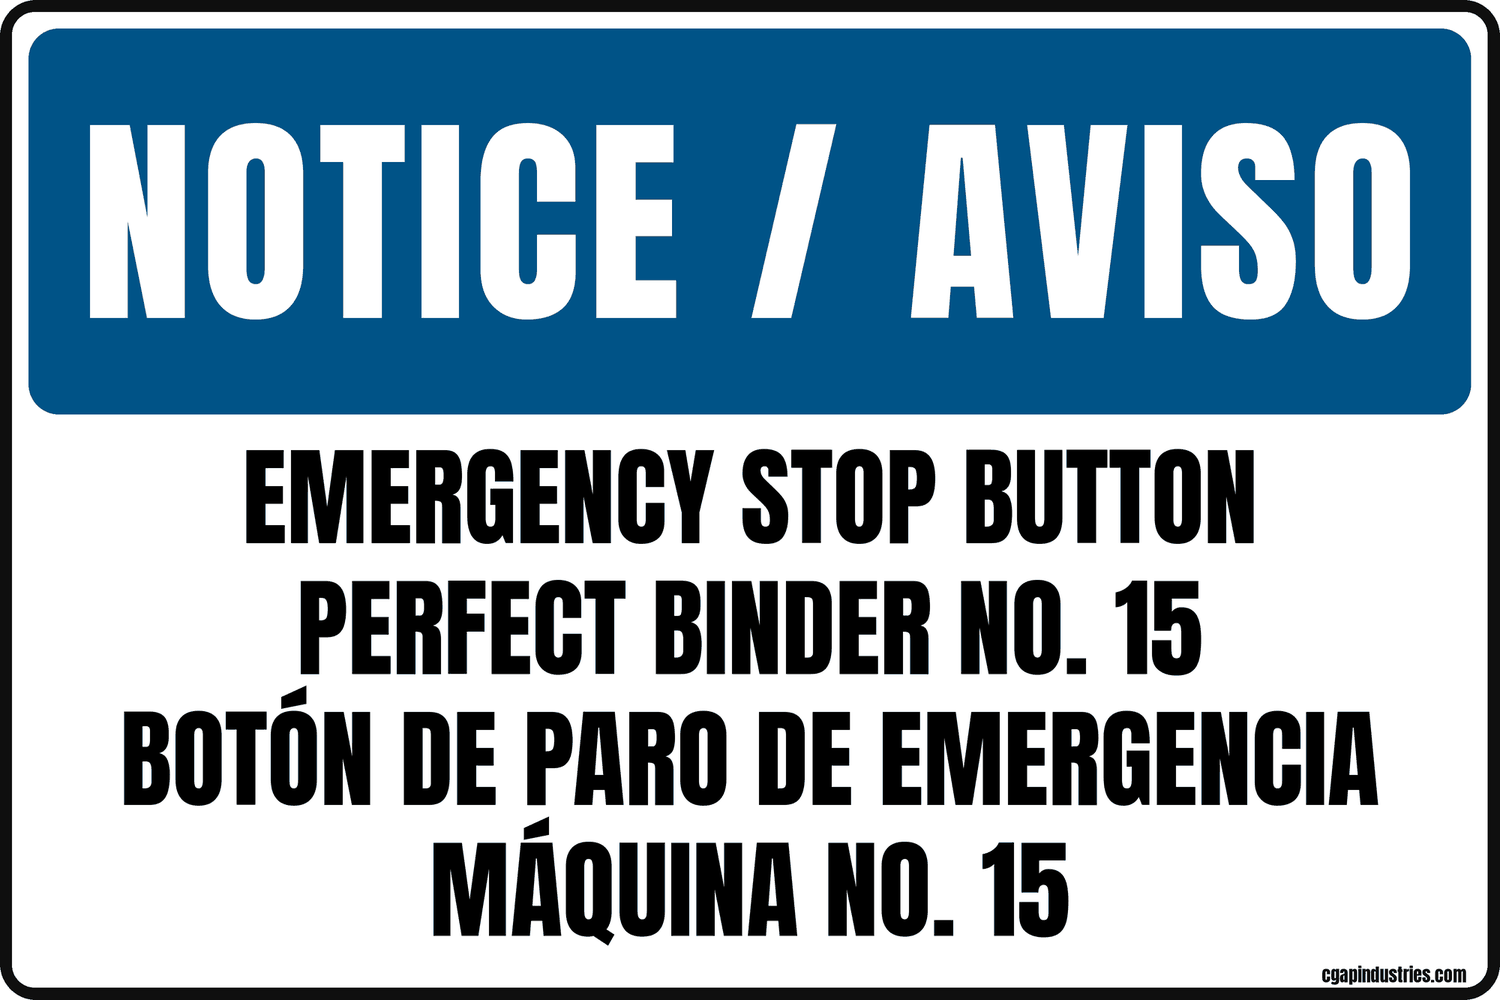 NOTICE / AVISO
EMERGENCY STOP BUTTON
PERFECT BINDER NO. 15
BOTÓN DE PARO DE EMERGENCIA
MÁQUINA NO. 15
cgapindustries.com